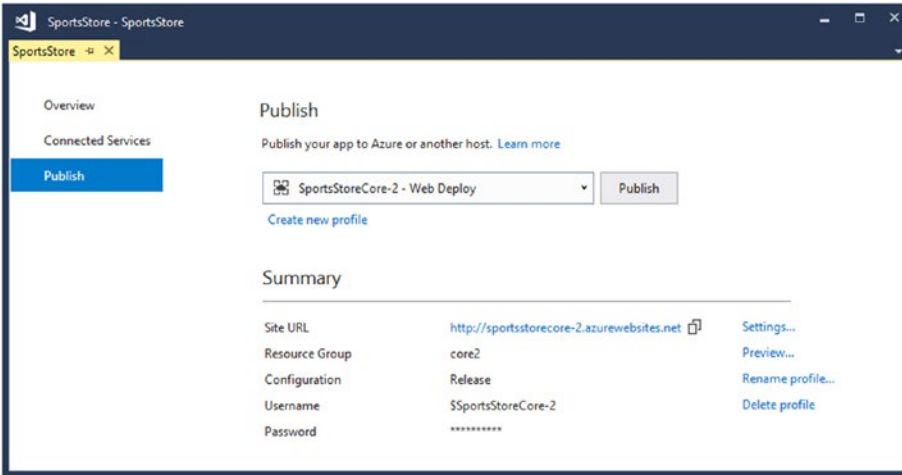 SportsStore - SportsStore
SportsStore
Overview
Connected Services
Publish
Publish
Publish your app to Azure or another host. Learn more
SportsStoreCore-2 - Web Deploy
Publish
Create new profile
Summary
Site URL http://sportsstorecore-2.azurewebsites.net Settings...
Resource Group core2 Preview...
Configuration Release Rename profile...
Username $SportsStoreCore-2 Delete profile
Password **********